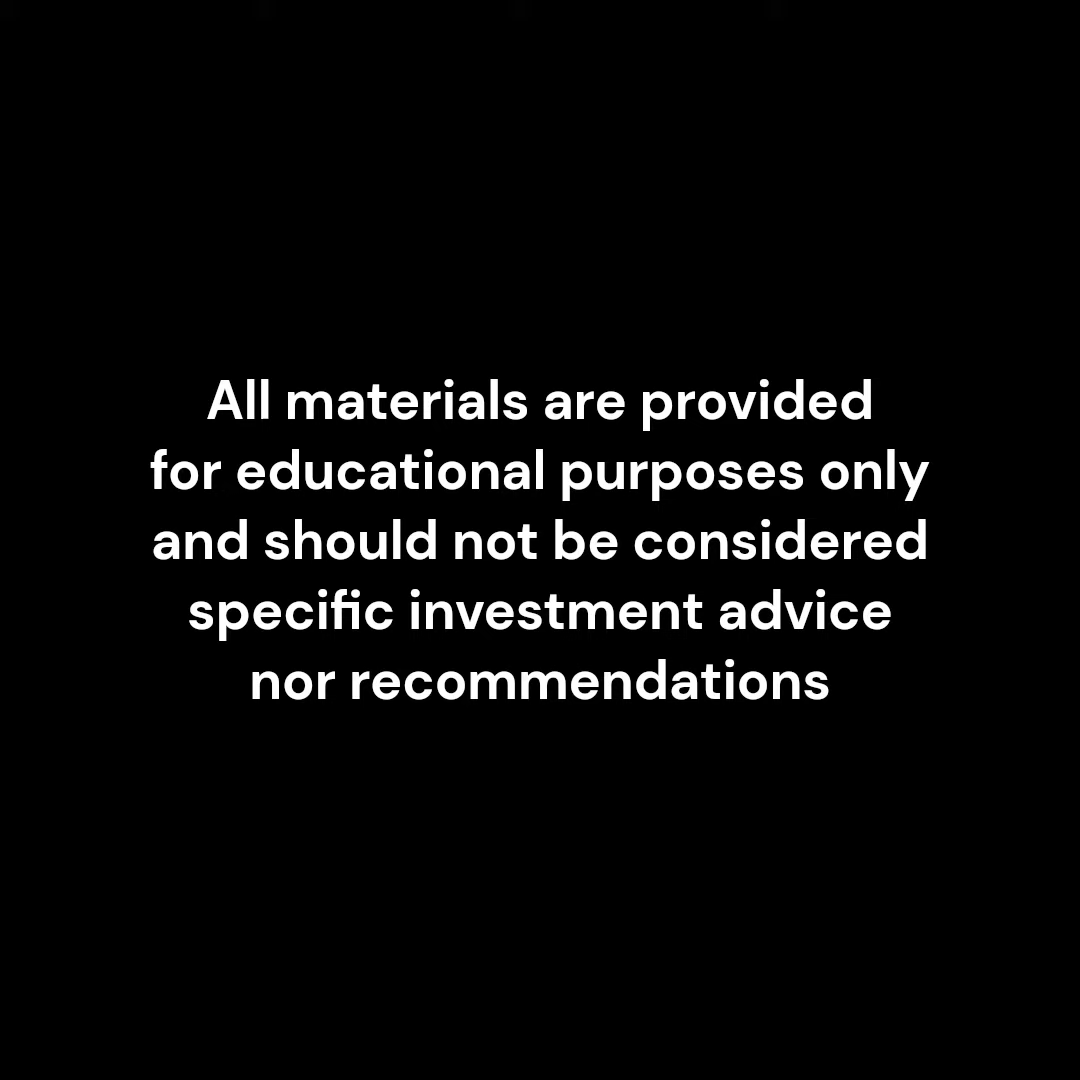 All materials are provided
for educational purposes only
and should not be considered
specific investment advice
nor recommendations